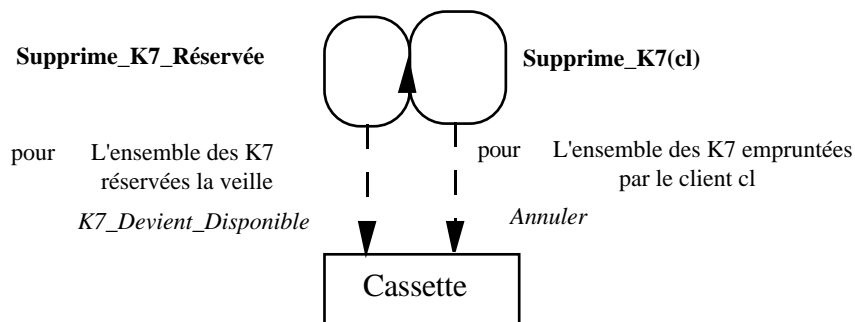 Supprime_K7_Réservée
Supprime_K7(cl)
pour L'ensemble des K7
réservées la veille
K7_Devient_Disponible
pour L'ensemble des K7 empruntées
par le client cl
Annuler
Cassette